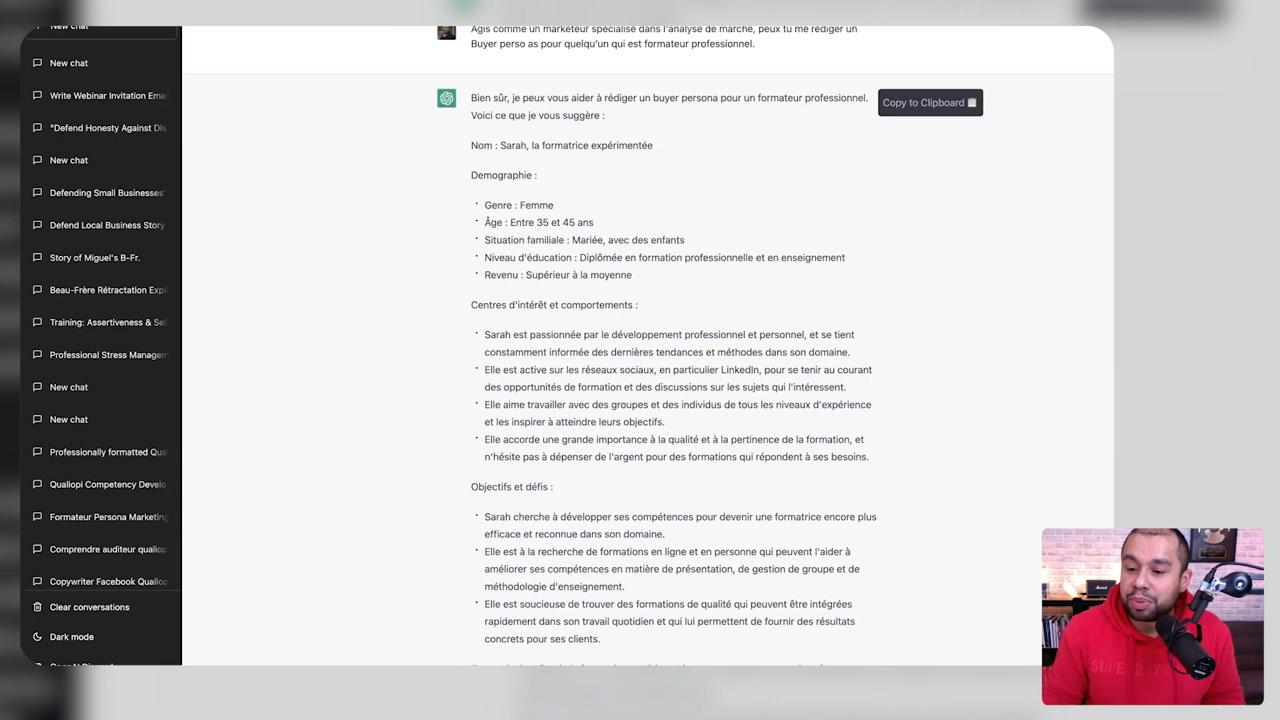 New chat
New chat
Write Webinar Invitation Ema
"Defend Honesty Against Dis
New chat
Defending Small Businesses'
Defend Local Business Story
Story of Miguel's B-Fr.
Beau-Frère Rétractation Expl
Training: Assertiveness & Sel
Professional Stress Managem
New chat
New chat
Professionally formatted Qual
Qualiopi Competency Develo
Formateur Persona Marketing
Comprendre auditeur qualiop
Copywriter Facebook Qualiop
Clear conversations
Dark mode
Agis comme un marketeur spécialisé dans l'analyse de marché, peux tu me rédiger un
Buyer perso as pour quelqu'un qui est formateur professionnel.
Bien sûr, je peux vous aider à rédiger un buyer persona pour un formateur professionnel.
Voici ce que je vous suggère :
Copy to Clipboard
Nom : Sarah, la formatrice expérimentée
Demographie :
· Genre : Femme
· Âge : Entre 35 et 45 ans
· Situation familiale : Mariée, avec des enfants
· Niveau d'éducation : Diplômée en formation professionnelle et en enseignement
· Revenu : Supérieur à la moyenne
Centres d'intérêt et comportements :
· Sarah est passionnée par le développement professionnel et personnel, et se tient
constamment informée des dernières tendances et méthodes dans son domaine.
· Elle est active sur les réseaux sociaux, en particulier LinkedIn, pour se tenir au courant
des opportunités de formation et des discussions sur les sujets qui l'intéressent.
· Elle aime travailler avec des groupes et des individus de tous les niveaux d'expérience
et les inspirer à atteindre leurs objectifs.
· Elle accorde une grande importance à la qualité et à la pertinence de la formation, et
n'hésite pas à dépenser de l'argent pour des formations qui répondent à ses besoins.
Objectifs et défis :
· Sarah cherche à développer ses compétences pour devenir une formatrice encore plus
efficace et reconnue dans son domaine.
· Elle est à la recherche de formations en ligne et en personne qui peuvent l'aider à
améliorer ses compétences en matière de présentation, de gestion de groupe et de
méthodologie d'enseignement.
· Elle est soucieuse de trouver des formations de qualité qui peuvent être intégrées
rapidement dans son travail quotidien et qui lui permettent de fournir des résultats
concrets pour ses clients.
Marshall